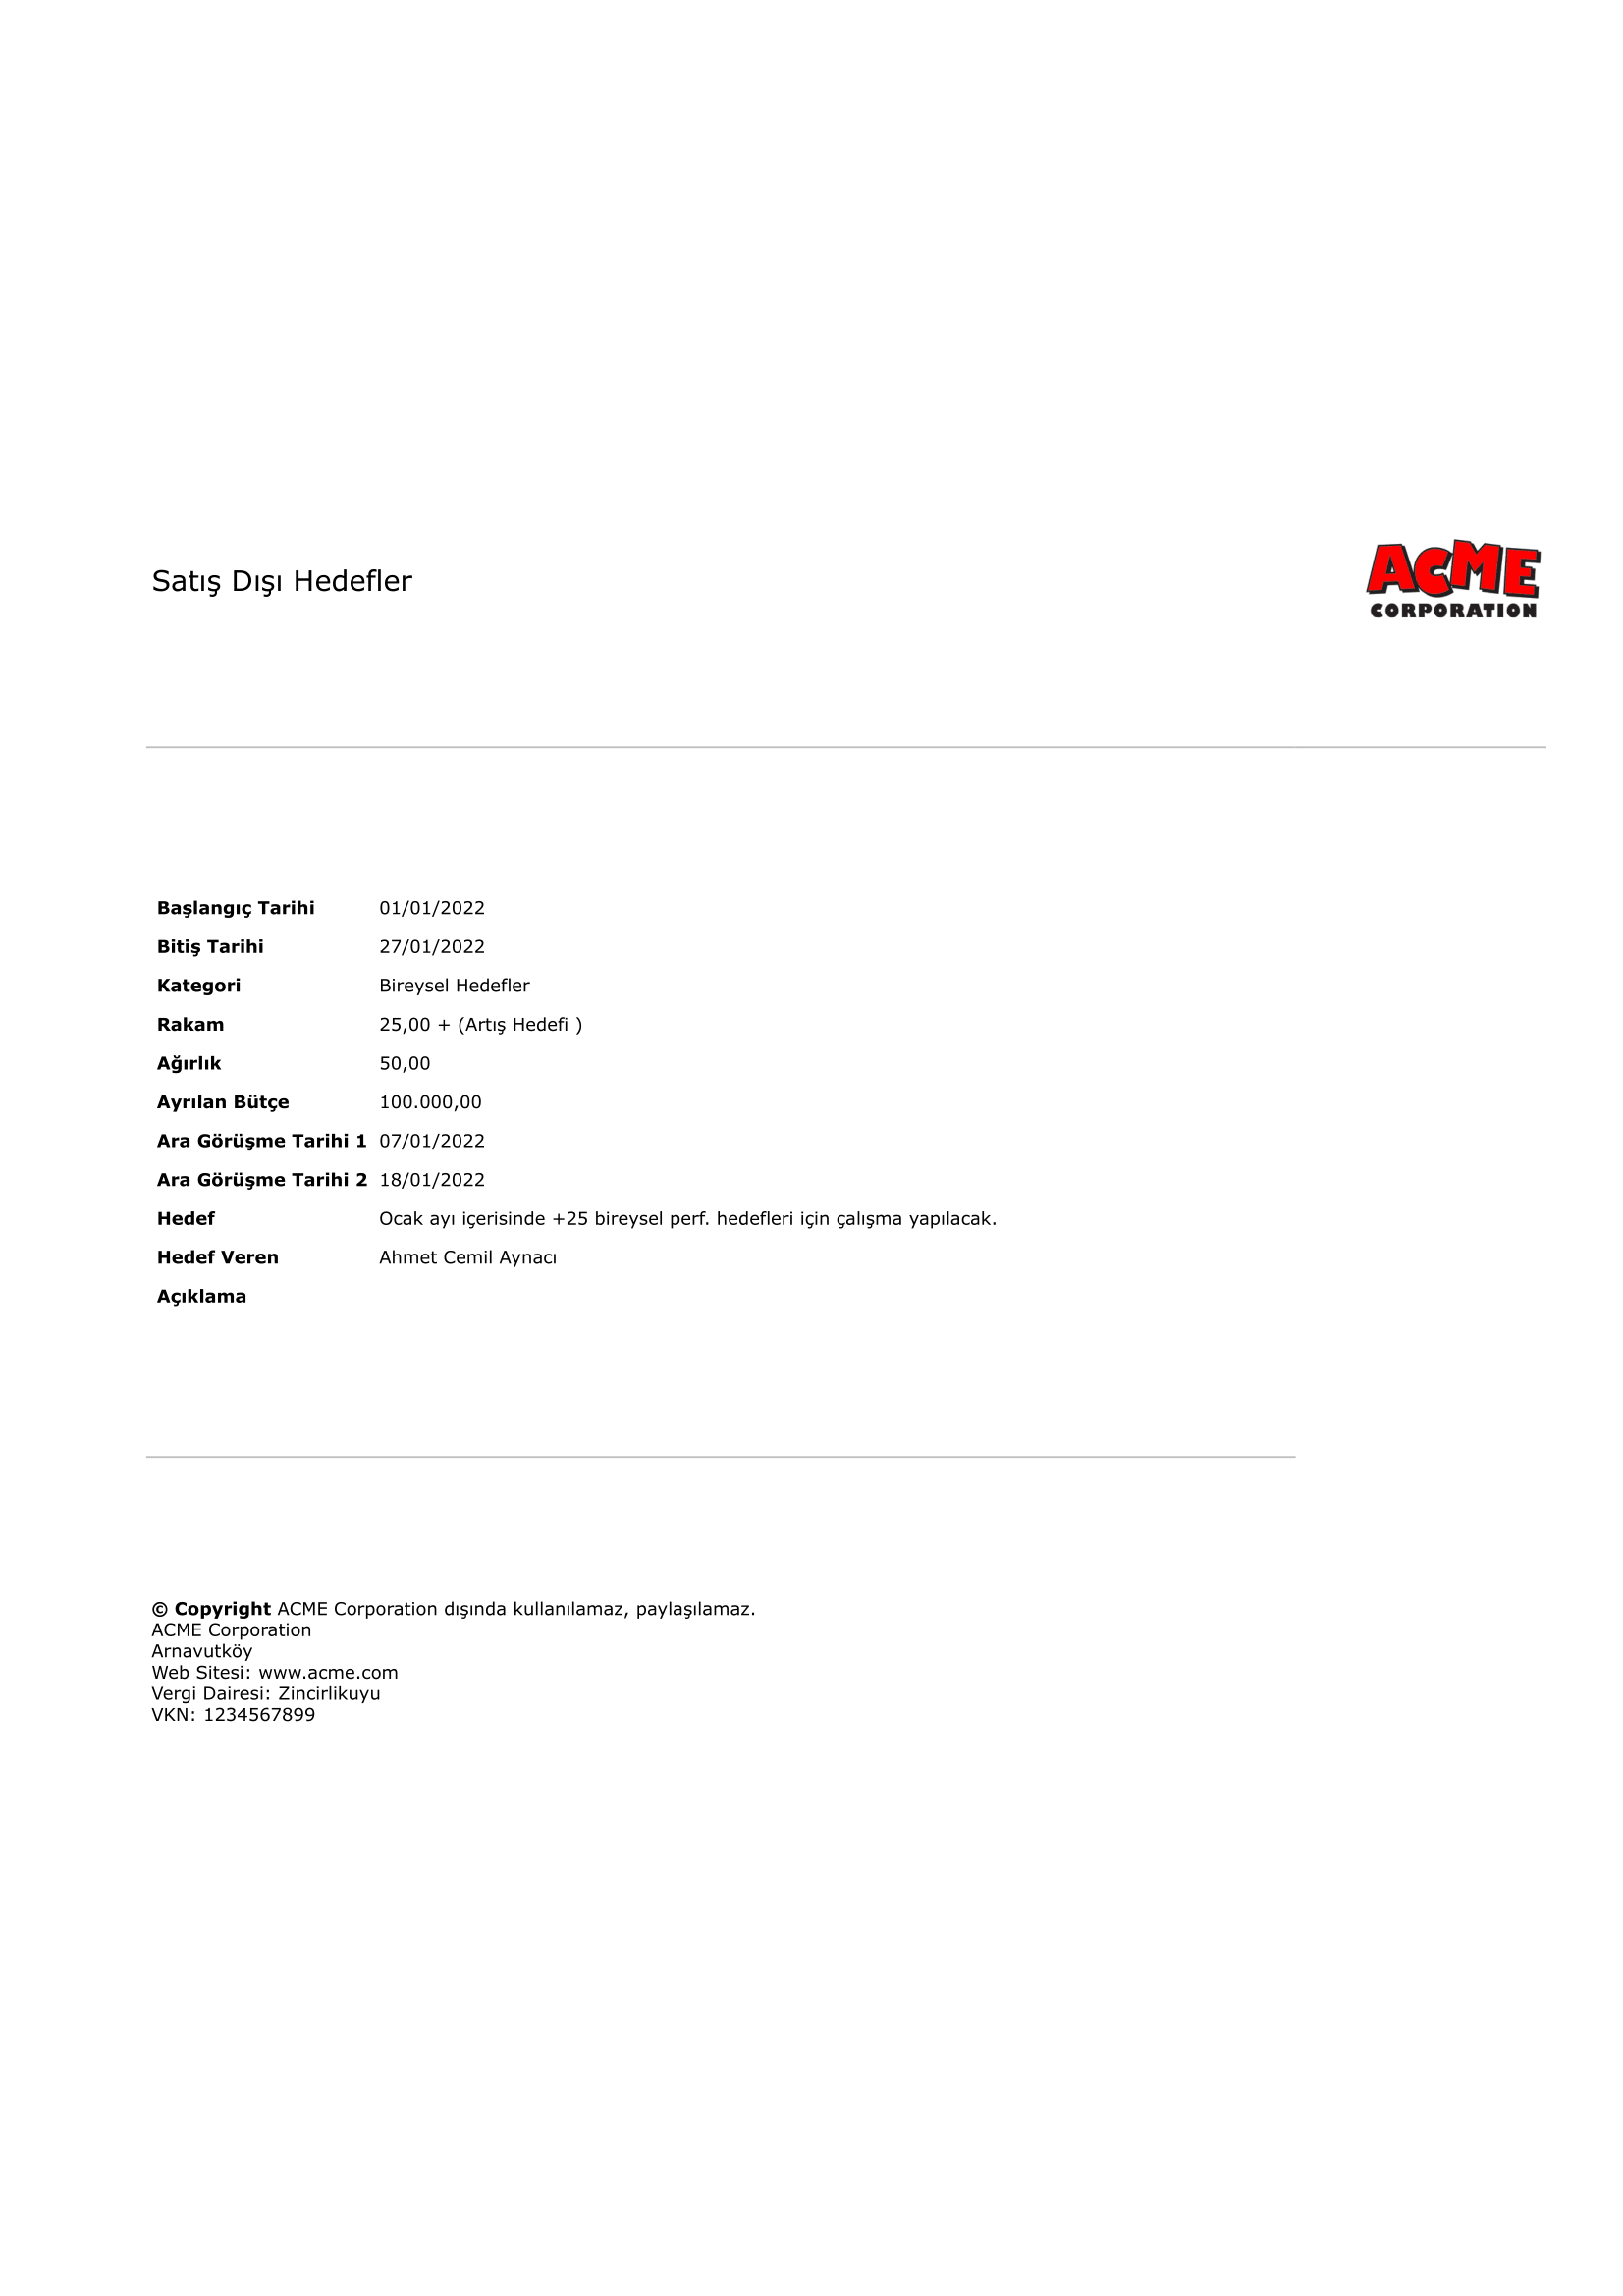 Satış Dışı Hedefler
ACME
CORPORATION
Başlangıç Tarihi 01/01/2022
Bitiş Tarihi 27/01/2022
Kategori Bireysel Hedefler
Rakam 25,00 + (Artış Hedefi )
Ağırlık 50,00
Ayrılan Bütçe 100.000,00
Ara Görüşme Tarihi 1 07/01/2022
Ara Görüşme Tarihi 2 18/01/2022
Hedef Ocak ayı içerisinde +25 bireysel perf. hedefleri için çalışma yapılacak.
Hedef Veren Ahmet Cemil Aynacı
Açıklama
© Copyright ACME Corporation dışında kullanılamaz, paylaşılamaz.
ACME Corporation
Arnavutköy
Web Sitesi: www.acme.com
Vergi Dairesi: Zincirlikuyu
VKN: 1234567899